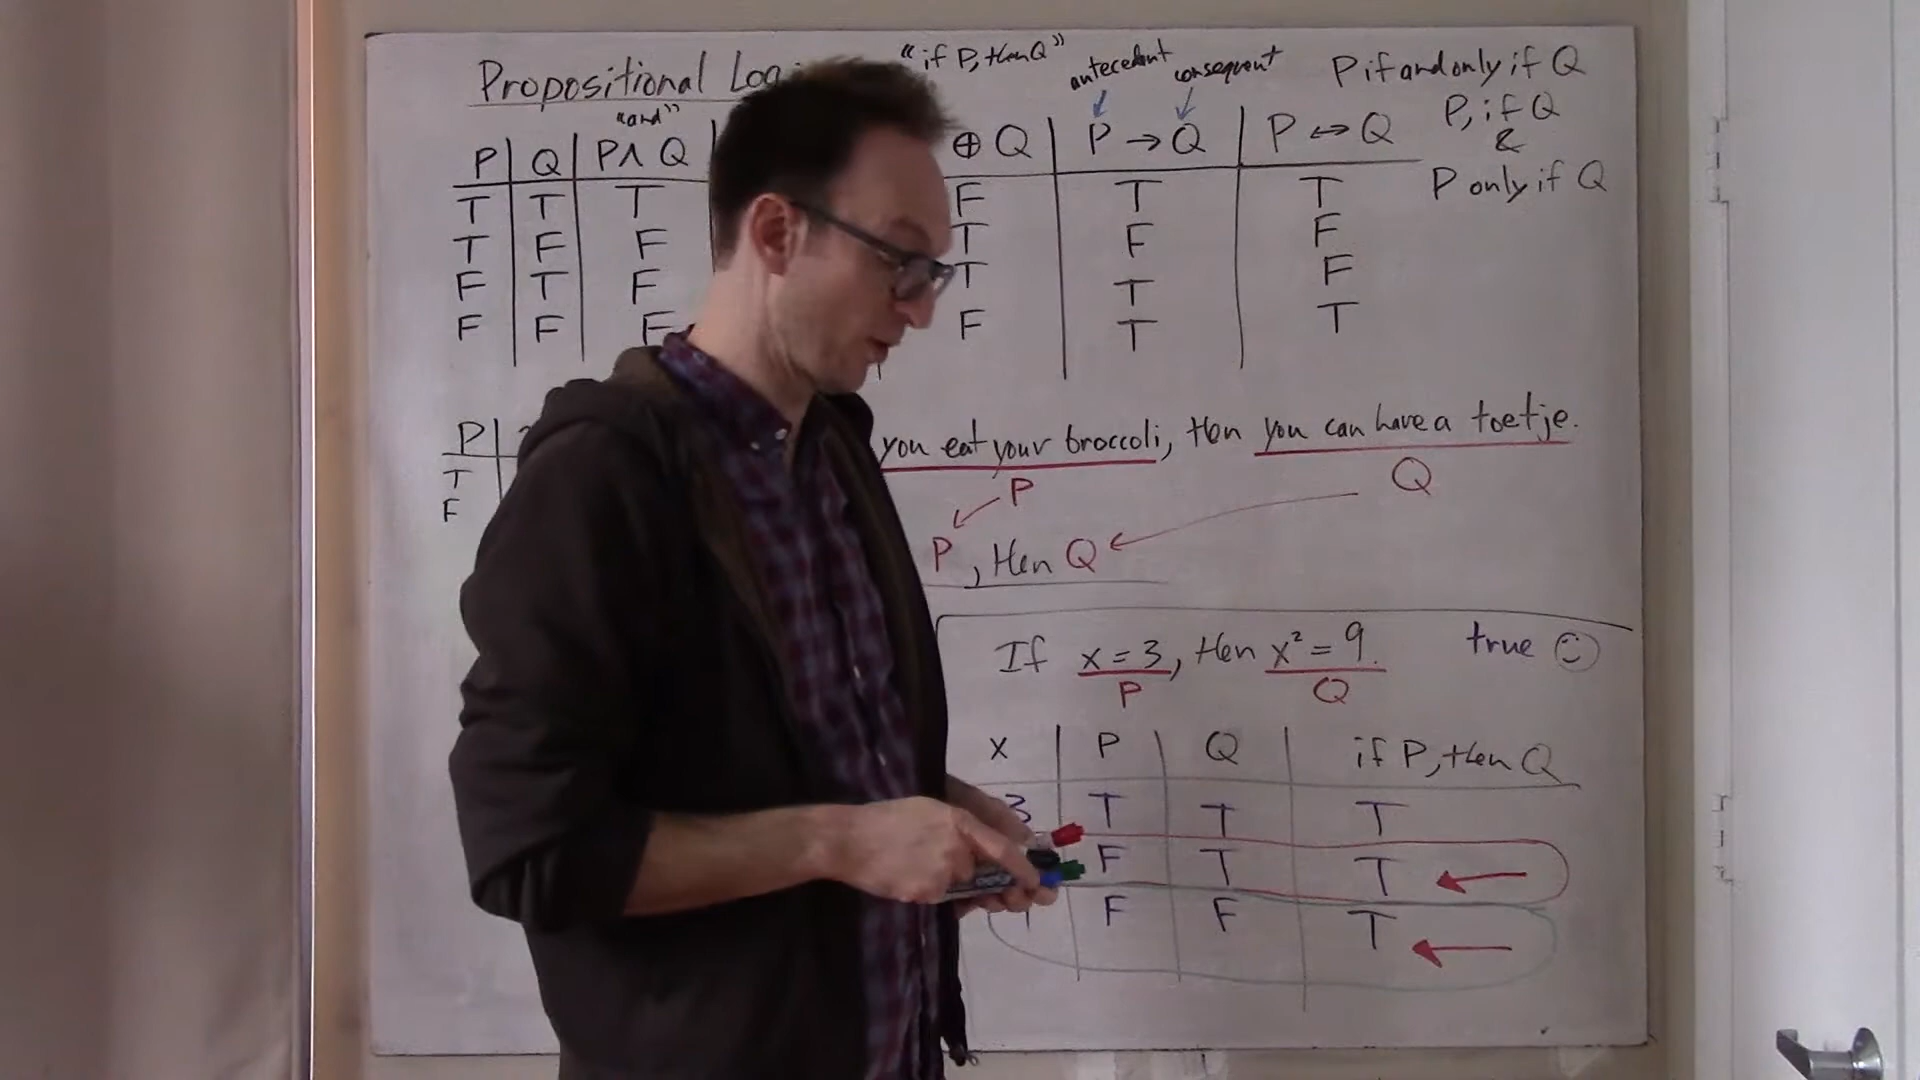 Propositional Log
"if P, then Q"
antecedent
consequent
P if and only if Q
"and"
P, if Q
&
P only if Q
P Q P∧Q ⊕ Q P → Q P ↔ Q
T T T F T T
T F F T F F
F T F T T F
F F F F T T
P
T
F
you eat your broccoli, then you can have a toetje.
P
Q
P, then Q
If x = 3, then x² = 9.
true
P Q
x P Q if P, then Q
3 T T T
F T T
F F T